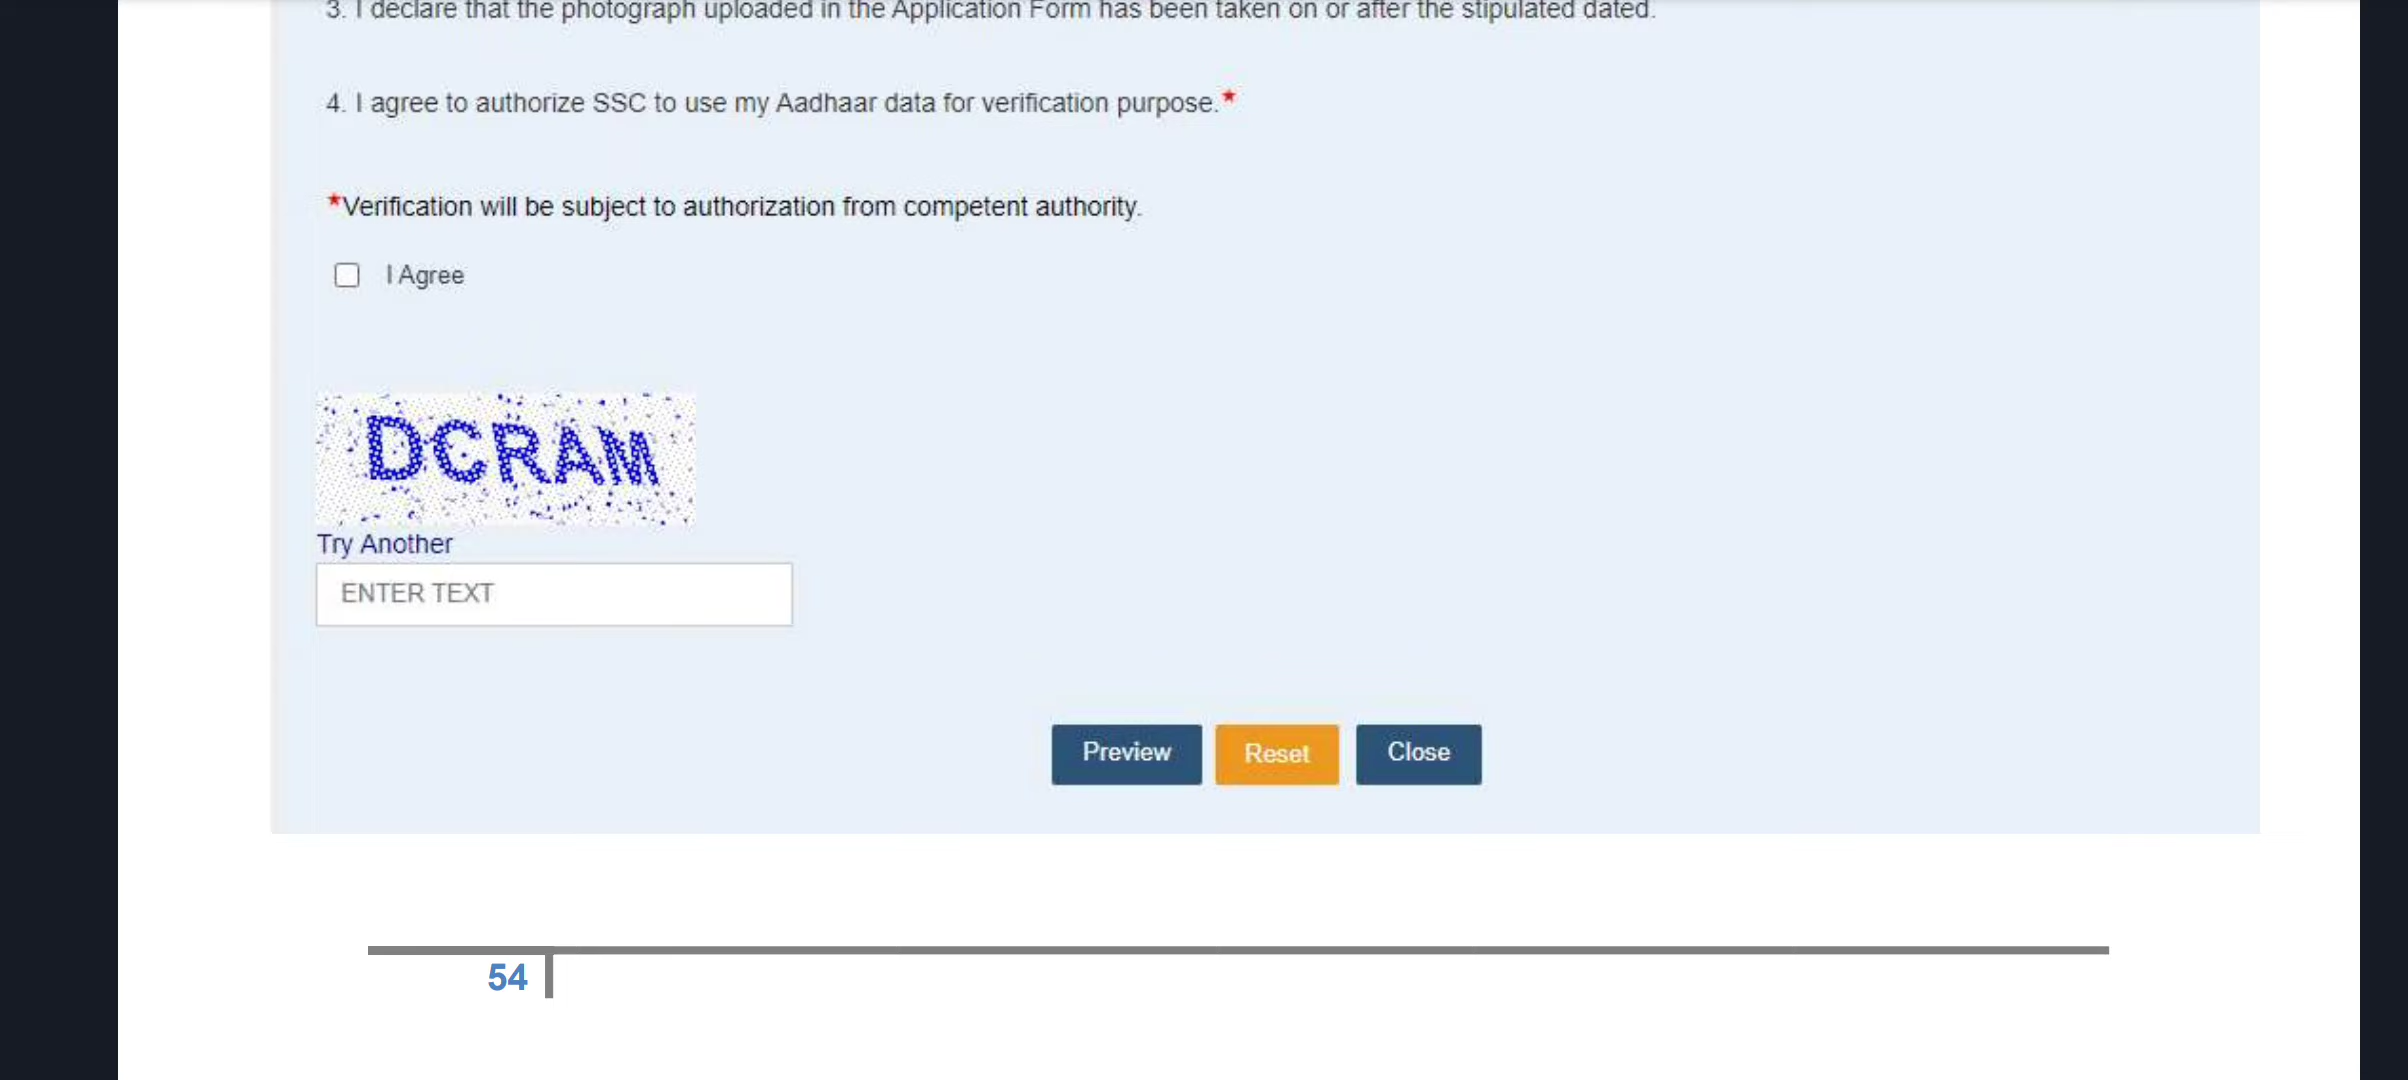 3. I declare that the photograph uploaded in the Application Form has been taken on or after the stipulated dated.
4. I agree to authorize SSC to use my Aadhaar data for verification purpose.*
*Verification will be subject to authorization from competent authority.
I Agree
DCRAM
Try Another
ENTER TEXT
Preview Reset Close
54